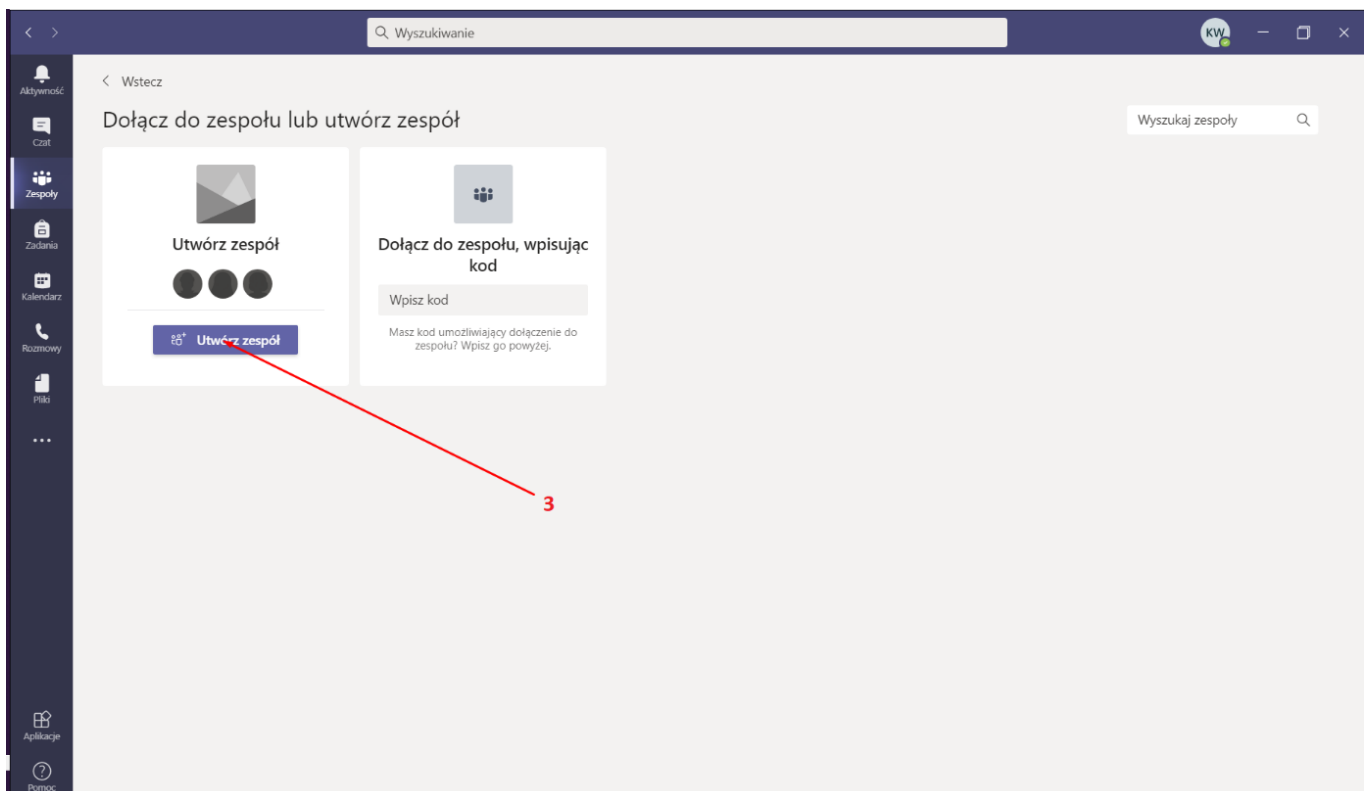 Wyszukiwanie
KW
Aktywność
Czat
Zespoły
Zadania
Kalendarz
Rozmowy
Pliki
Aplikacje
Pomoc
Wstecz
Dołącz do zespołu lub utwórz zespół
Wyszukaj zespoły
Utwórz zespół
Utwórz zespół
Dołącz do zespołu, wpisując
kod
Wpisz kod
Masz kod umożliwiający dołączenie do
zespołu? Wpisz go powyżej.
3